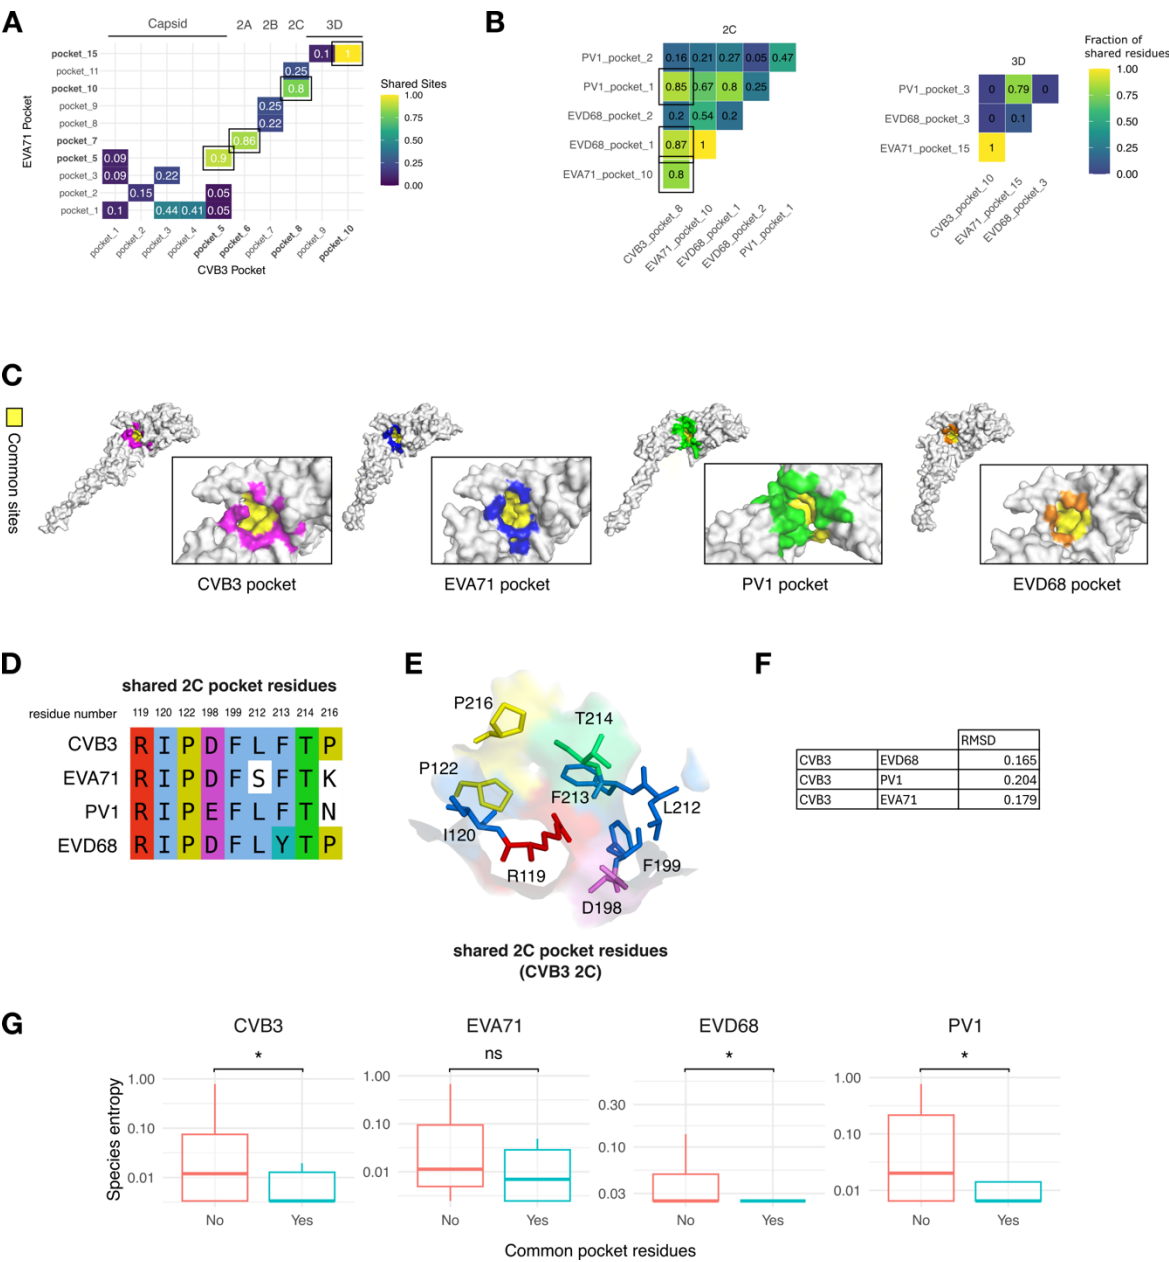 A
Capsid 2A 2B 2C 3D
EVA71 Pocket
pocket_15 0.1 1
pocket_11 0.25
pocket_10 0.8
pocket_9 0.25
pocket_8 0.22
pocket_7 0.86
pocket_5 0.09 0.9
pocket_3 0.09 0.22
pocket_2 0.15 0.05
pocket_1 0.1 0.44 0.41 0.05
pocket_1 pocket_2 pocket_3 pocket_4 pocket_5 pocket_6 pocket_7 pocket_8 pocket_9 pocket_10
CVB3 Pocket
Shared Sites
1.00
0.75
0.50
0.25
0.00
B
2C
PV1_pocket_2 0.16 0.21 0.27 0.05 0.47
PV1_pocket_1 0.85 0.67 0.8 0.25
EVD68_pocket_2 0.2 0.54 0.2
EVD68_pocket_1 0.87 1
EVA71_pocket_10 0.8
CVB3_pocket_8 EVA71_pocket_10 EVD68_pocket_1 EVD68_pocket_2 PV1_pocket_1
3D
PV1_pocket_3 0 0.79 0
EVD68_pocket_3 0 0.1
EVA71_pocket_15 1
CVB3_pocket_10 EVA71_pocket_15 EVD68_pocket_3
Fraction of
shared residues
1.00
0.75
0.50
0.25
0.00
C
Common sites
CVB3 pocket EVA71 pocket PV1 pocket EVD68 pocket
D
shared 2C pocket residues
residue number 119 120 122 198 199 212 213 214 216
CVB3 R I P D F L F T P
EVA71 R I P D F S F T K
PV1 R I P E F L F T N
EVD68 R I P D F L Y T P
E
P216
T214
P122
F213
L212
I120
F199
R119
D198
shared 2C pocket residues
(CVB3 2C)
F
RMSD
CVB3 EVD68 0.165
CVB3 PV1 0.204
CVB3 EVA71 0.179
G
Species entropy
CVB3
*
1.00
0.10
0.01
No Yes
EVA71
ns
1.00
0.10
0.01
No Yes
EVD68
*
0.30
0.10
0.03
No Yes
PV1
*
1.00
0.10
0.01
No Yes
Common pocket residues